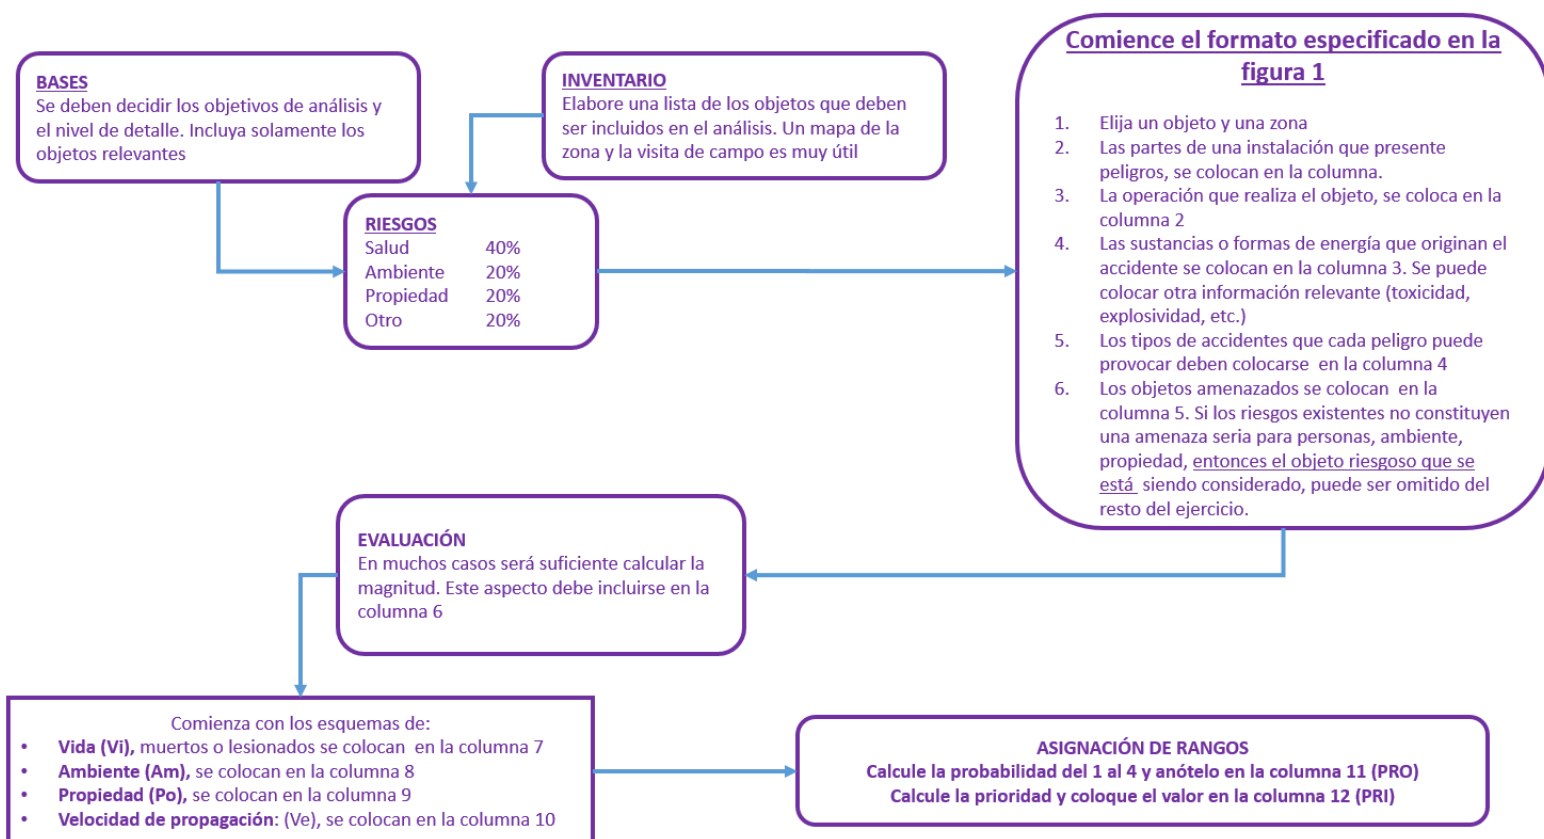 BASES
Se deben decidir los objetivos de análisis y
el nivel de detalle. Incluya solamente los
objetos relevantes
INVENTARIO
Elabore una lista de los objetos que deben
ser incluidos en el análisis. Un mapa de la
zona y la visita de campo es muy útil
RIESGOS
Salud 40%
Ambiente 20%
Propiedad 20%
Otro 20%
Comience el formato especificado en la
figura 1
1. Elija un objeto y una zona
2. Las partes de una instalación que presente
peligros, se colocan en la columna.
3. La operación que realiza el objeto, se coloca en la
columna 2
4. Las sustancias o formas de energía que originan el
accidente se colocan en la columna 3. Se puede
colocar otra información relevante (toxicidad,
explosividad, etc.)
5. Los tipos de accidentes que cada peligro puede
provocar deben colocarse en la columna 4
6. Los objetos amenazados se colocan en la
columna 5. Si los riesgos existentes no constituyen
una amenaza seria para personas, ambiente,
propiedad, entonces el objeto riesgoso que se
está siendo considerado, puede ser omitido del
resto del ejercicio.
EVALUACIÓN
En muchos casos será suficiente calcular la
magnitud. Este aspecto debe incluirse en la
columna 6
Comienza con los esquemas de:
• Vida (Vi), muertos o lesionados se colocan en la columna 7
• Ambiente (Am), se colocan en la columna 8
• Propiedad (Po), se colocan en la columna 9
• Velocidad de propagación: (Ve), se colocan en la columna 10
ASIGNACIÓN DE RANGOS
Calcule la probabilidad del 1 al 4 y anótelo en la columna 11 (PRO)
Calcule la prioridad y coloque el valor en la columna 12 (PRI)